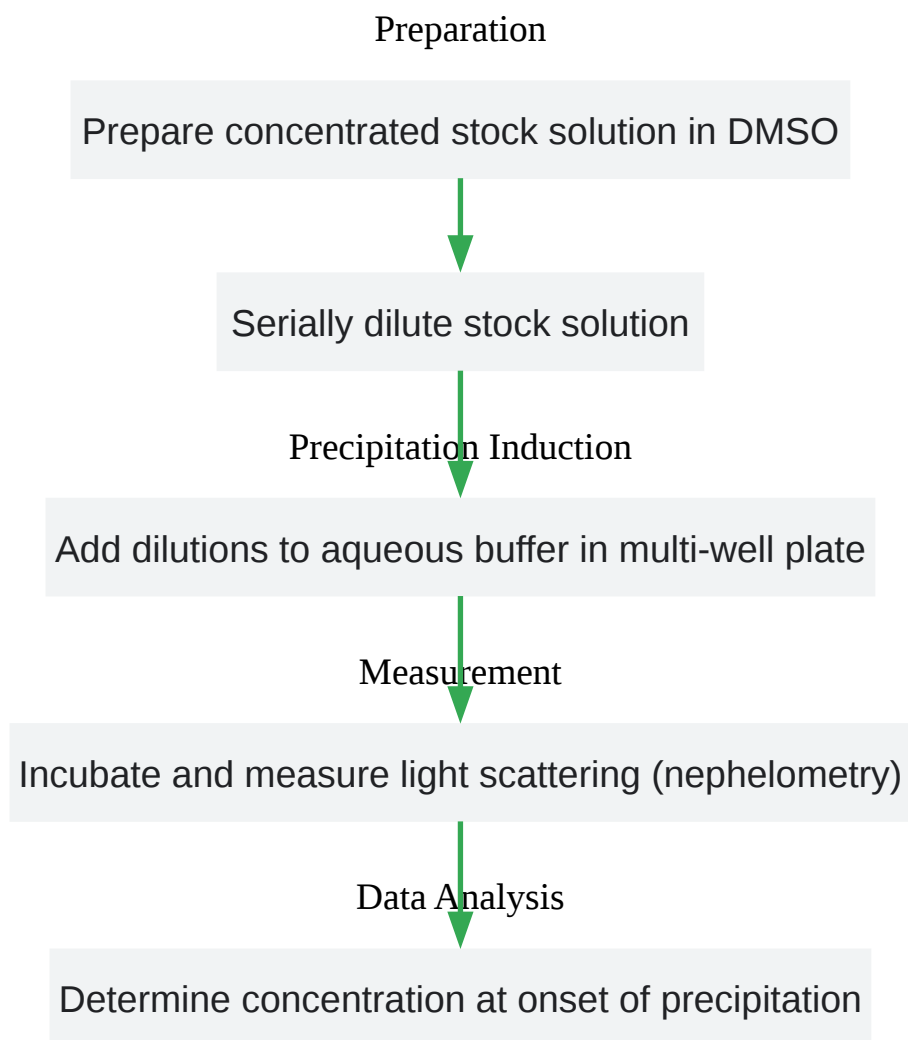 Preparation
Prepare concentrated stock solution in DMSO
Serially dilute stock solution
Precipitation Induction
Add dilutions to aqueous buffer in multi-well plate
Measurement
Incubate and measure light scattering (nephelometry)
Data Analysis
Determine concentration at onset of precipitation